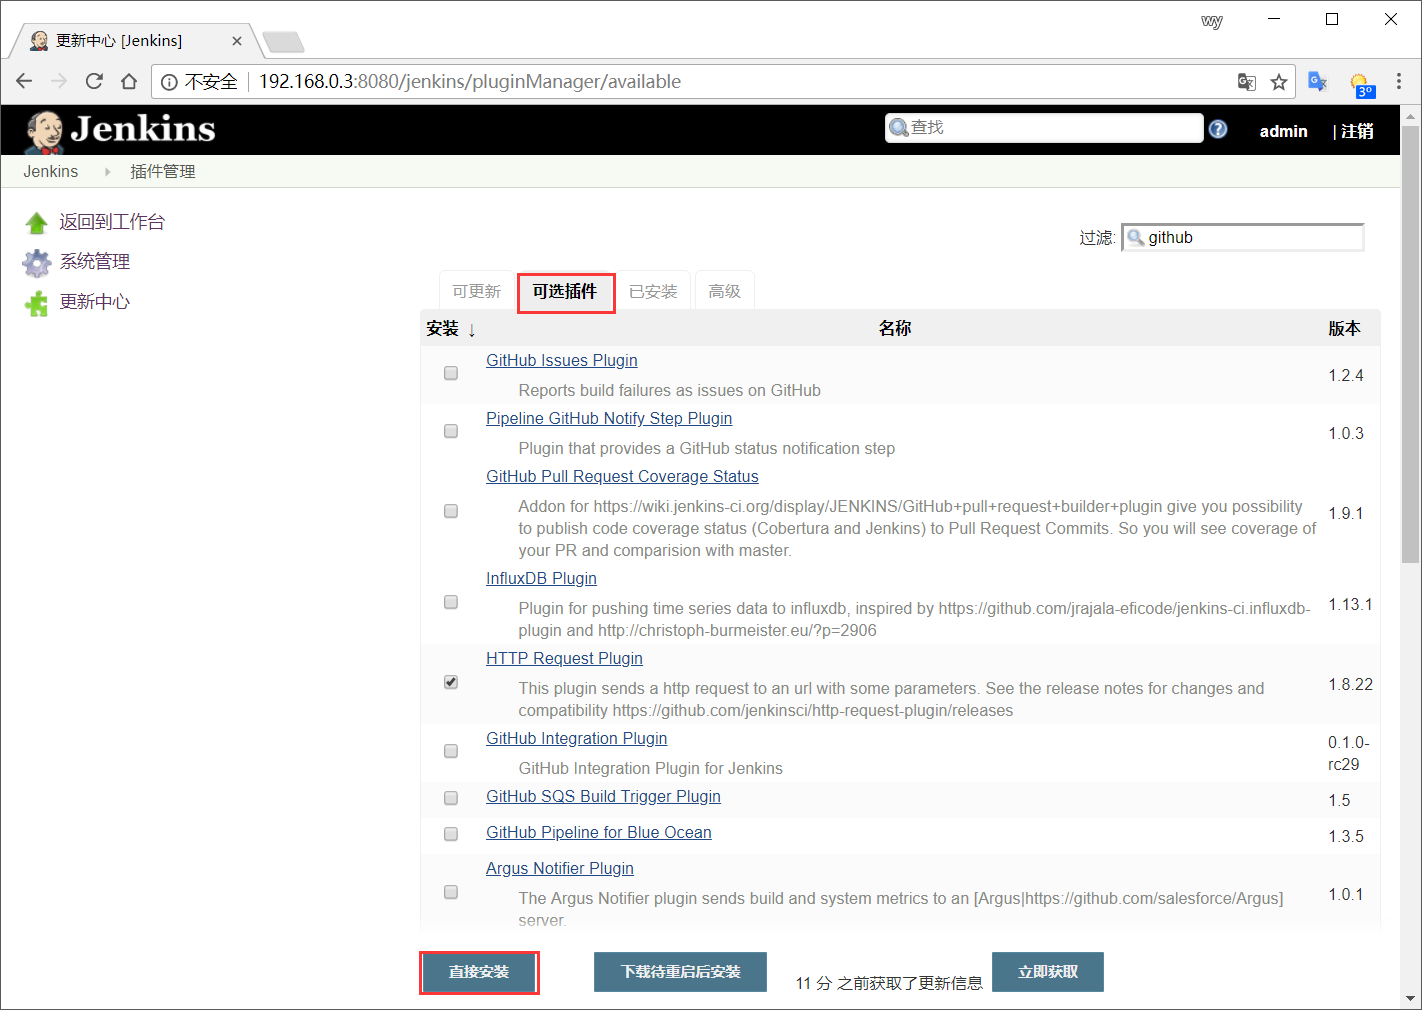 wy
更新中心 [Jenkins]
不安全 192.168.0.3:8080/jenkins/pluginManager/available
3°
Jenkins
查找
admin
| 注销
Jenkins
插件管理
返回到工作台
系统管理
更新中心
过滤: github
可更新 可选插件 已安装 高级
安装 ↓ 名称 版本
GitHub Issues Plugin
Reports build failures as issues on GitHub
1.2.4
Pipeline GitHub Notify Step Plugin
Plugin that provides a GitHub status notification step
1.0.3
GitHub Pull Request Coverage Status
Addon for https://wiki.jenkins-ci.org/display/JENKINS/GitHub+pull+request+builder+plugin give you possibility
to publish code coverage status (Cobertura and Jenkins) to Pull Request Commits. So you will see coverage of
your PR and comparision with master.
1.9.1
InfluxDB Plugin
Plugin for pushing time series data to influxdb, inspired by https://github.com/jrajala-eficode/jenkins-ci.influxdb-
plugin and http://christoph-burmeister.eu/?p=2906
1.13.1
HTTP Request Plugin
This plugin sends a http request to an url with some parameters. See the release notes for changes and
compatibility https://github.com/jenkinsci/http-request-plugin/releases
1.8.22
GitHub Integration Plugin
GitHub Integration Plugin for Jenkins
0.1.0-
rc29
GitHub SQS Build Trigger Plugin
1.5
GitHub Pipeline for Blue Ocean
1.3.5
Argus Notifier Plugin
The Argus Notifier plugin sends build and system metrics to an [Argus|https://github.com/salesforce/Argus]
server.
1.0.1
直接安装
下载待重启后安装
11 分 之前获取了更新信息
立即获取